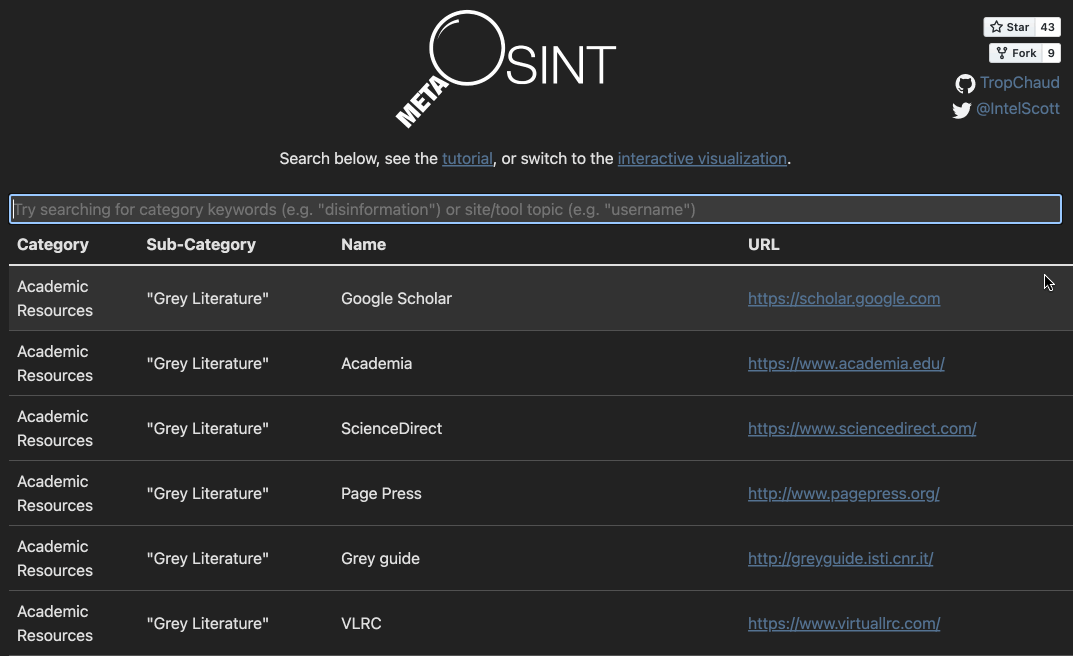 META OSINT
Star 43
Fork 9
TropChaud
@IntelScott
Search below, see the tutorial, or switch to the interactive visualization.
Try searching for category keywords (e.g. "disinformation") or site/tool topic (e.g. "username")
Category Sub-Category Name URL
Academic Resources "Grey Literature" Google Scholar https://scholar.google.com
Academic Resources "Grey Literature" Academia https://www.academia.edu/
Academic Resources "Grey Literature" ScienceDirect https://www.sciencedirect.com/
Academic Resources "Grey Literature" Page Press http://www.pagepress.org/
Academic Resources "Grey Literature" Grey guide http://greyguide.isti.cnr.it/
Academic Resources "Grey Literature" VLRC https://www.virtuallrc.com/